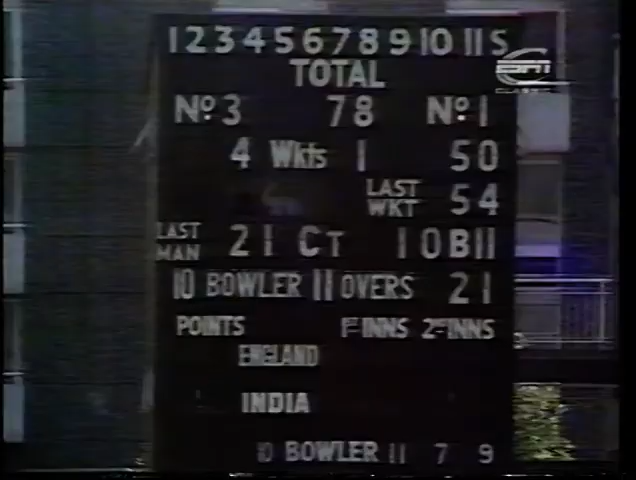 1 2 3 4 5 6 7 8 9 10 11 S
ESPN
CLASSIC
TOTAL
Nº 3 78 Nº 1
4 Wkts 1 50
LAST WKT 54
LAST MAN 21 CT 10 B 11
10 BOWLER 11 OVERS 21
POINTS 1ST INNS 2ND INNS
ENGLAND
INDIA
10 BOWLER 11 7 9